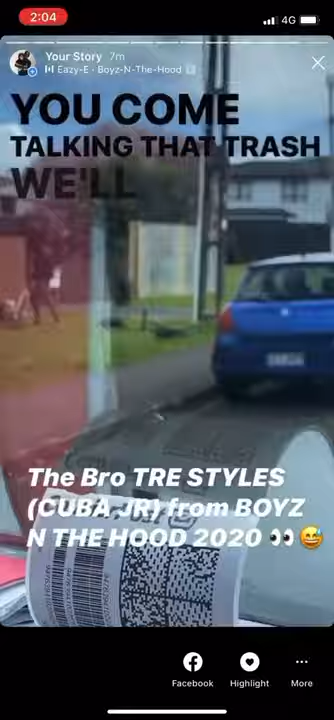 2:04
4G
Your Story 7m
Eazy-E · Boyz-N-The-Hood
YOU COME
TALKING THAT TRASH
WE'LL
The Bro TRE STYLES
(CUBA JR) from BOYZ
N THE HOOD 2020 👀😅
Facebook
Highlight
More